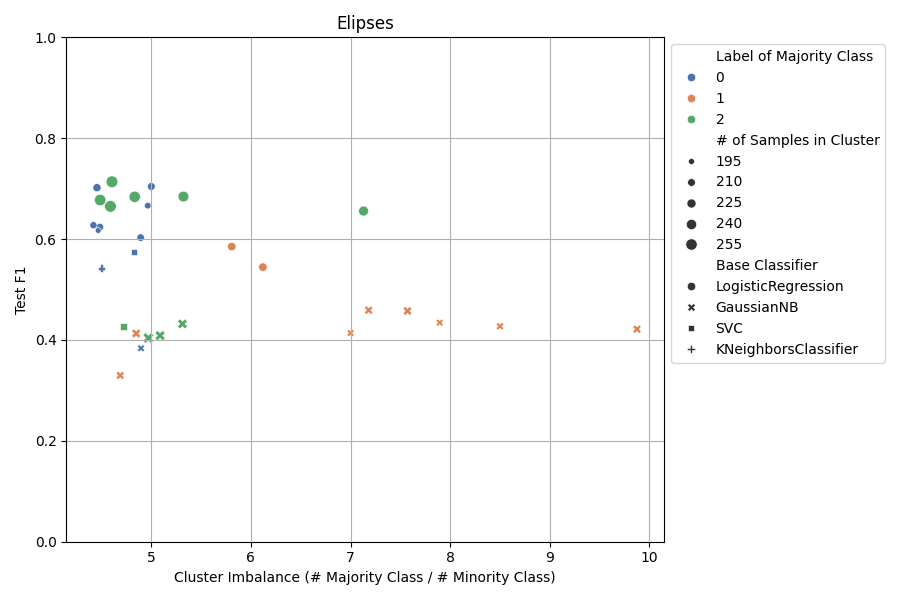 Elipses
1.0
0.8
0.6
0.4
0.2
0.0
Test F1
5
6
7
8
9
10
Cluster Imbalance (# Majority Class / # Minority Class)
Label of Majority Class
0
1
2
# of Samples in Cluster
195
210
225
240
255
Base Classifier
LogisticRegression
GaussianNB
SVC
KNeighborsClassifier